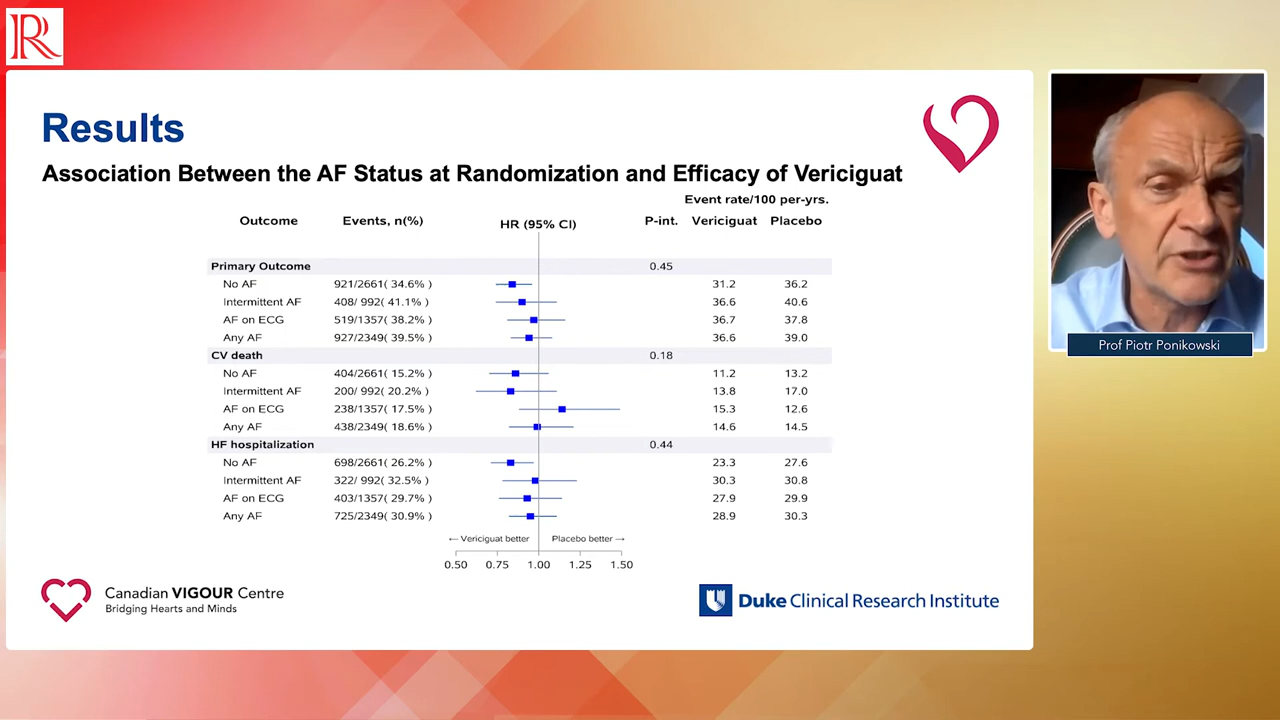 R
Results
Association Between the AF Status at Randomization and Efficacy of Vericiguat
Event rate/100 per-yrs.
Outcome Events, n(%) HR (95% CI) P-int. Vericiguat Placebo
Primary Outcome 0.45
No AF 921/2661( 34.6% ) 31.2 36.2
Intermittent AF 408/ 992( 41.1% ) 36.6 40.6
AF on ECG 519/1357( 38.2% ) 36.7 37.8
Any AF 927/2349( 39.5% ) 36.6 39.0
CV death 0.18
No AF 404/2661( 15.2% ) 11.2 13.2
Intermittent AF 200/ 992( 20.2% ) 13.8 17.0
AF on ECG 238/1357( 17.5% ) 15.3 12.6
Any AF 438/2349( 18.6% ) 14.6 14.5
HF hospitalization 0.44
No AF 698/2661( 26.2% ) 23.3 27.6
Intermittent AF 322/ 992( 32.5% ) 30.3 30.8
AF on ECG 403/1357( 29.7% ) 27.9 29.9
Any AF 725/2349( 30.9% ) 28.9 30.3
← Vericiguat better Placebo better →
0.50 0.75 1.00 1.25 1.50
Canadian VIGOUR Centre
Bridging Hearts and Minds
Duke Clinical Research Institute
Prof Piotr Ponikowski